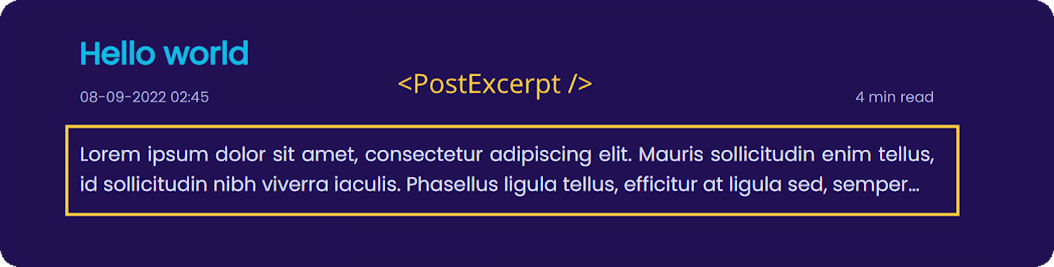 Hello world
<PostExcerpt />
08-09-2022 02:45
4 min read
Lorem ipsum dolor sit amet, consectetur adipiscing elit. Mauris sollicitudin enim tellus,
id sollicitudin nibh viverra iaculis. Phasellus ligula tellus, efficitur at ligula sed, semper...